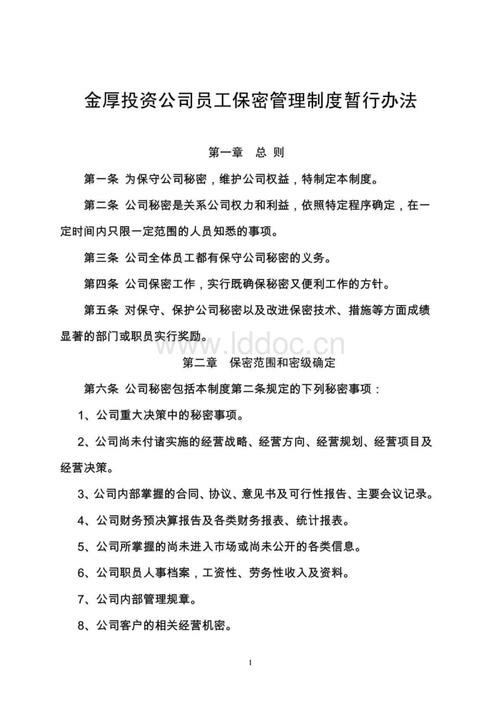 金厚投资公司员工保密管理制度暂行办法
第一章 总 则
第一条 为保守公司秘密，维护公司权益，特制定本制度。
第二条 公司秘密是关系公司权力和利益，依照特定程序确定，在一
定时间内只限一定范围的人员知悉的事项。
第三条 公司全体员工都有保守公司秘密的义务。
第四条 公司保密工作，实行既确保秘密又便利工作的方针。
第五条 对保守、保护公司秘密以及改进保密技术、措施等方面成绩
显著的部门或职员实行奖励。
www.lddoc.cn
第二章 保密范围和密级确定
第六条 公司秘密包括本制度第二条规定的下列秘密事项：
1、公司重大决策中的秘密事项。
2、公司尚未付诸实施的经营战略、经营方向、经营规划、经营项目及
经营决策。
3、公司内部掌握的合同、协议、意见书及可行性报告、主要会议记录。
4、公司财务预决算报告及各类财务报表、统计报表。
5、公司所掌握的尚未进入市场或尚未公开的各类信息。
6、公司职员人事档案，工资性、劳务性收入及资料。
7、公司内部管理规章。
8、公司客户的相关经营机密。
1